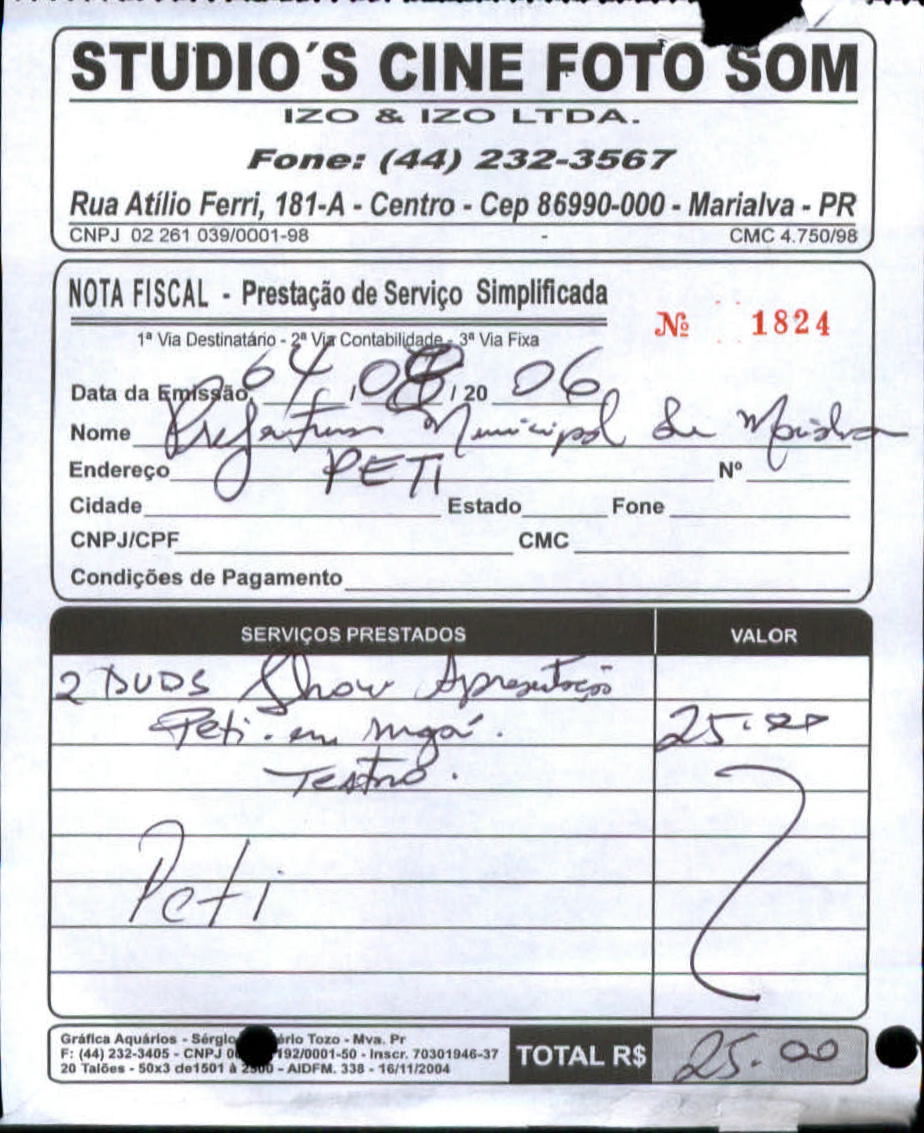 STUDIO´S CINE FOTO SOM
IZO & IZO LTDA.
Fone: (44) 232-3567
Rua Atílio Ferri, 181-A - Centro - Cep 86990-000 - Marialva - PR
CNPJ 02 261 039/0001-98 - CMC 4.750/98
NOTA FISCAL - Prestação de Serviço Simplificada
Nº 1824
1ª Via Destinatário - 2ª Via Contabilidade - 3ª Via Fixa
Data da Emissão, 04 / 08 / 20 06
Nome Prefeitura Municipal de Marialva
Endereço PETI Nº
Cidade Estado Fone
CNPJ/CPF CMC
Condições de Pagamento
SERVIÇOS PRESTADOS VALOR
2 DVDS Show Apresentação
Peti em 25.00
Teatro.
Peti
Gráfica Aquários - Tozo - Mva. Pr
F: (44) 232-3405 - CNPJ 192/0001-50 - Inscr. 70301946-37
20 Talões - 50x3 de1501 à 2500 - AIDFM. 338 - 16/11/2004
TOTAL R$ 25.00